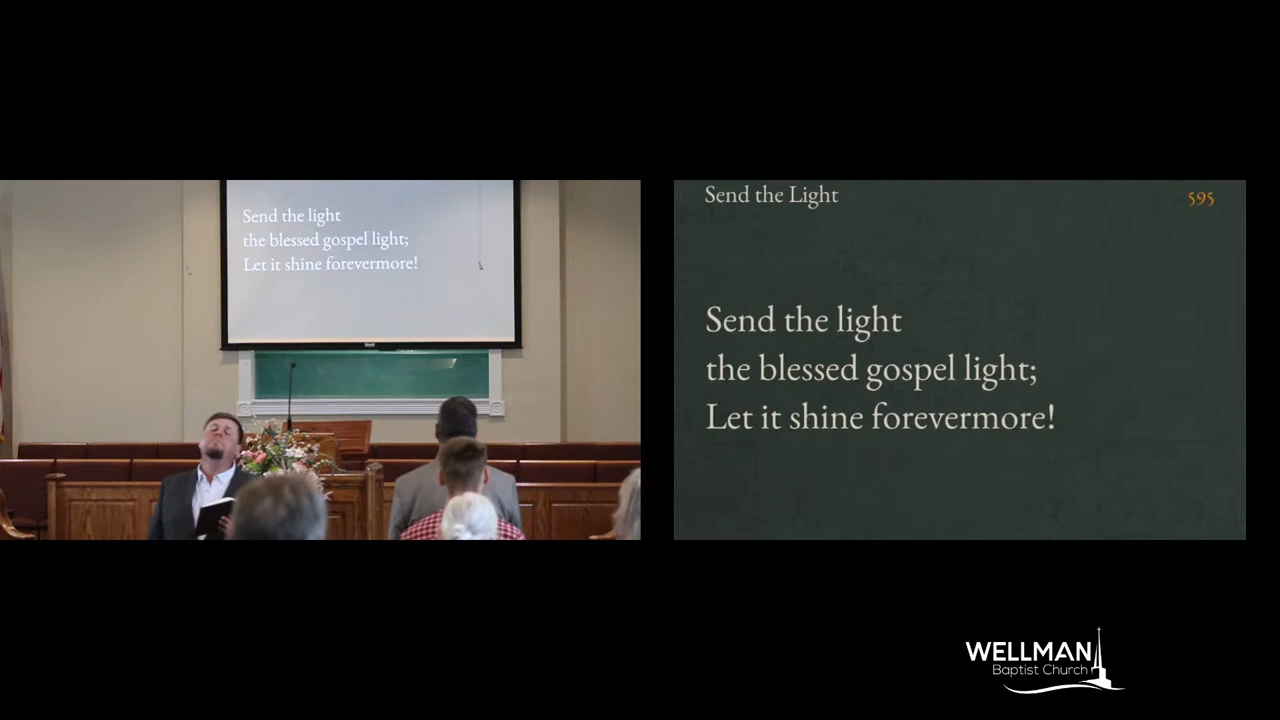 Send the light
the blessed gospel light;
Let it shine forevermore!
Send the Light
595
Send the light
the blessed gospel light;
Let it shine forevermore!
WELLMAN
Baptist Church